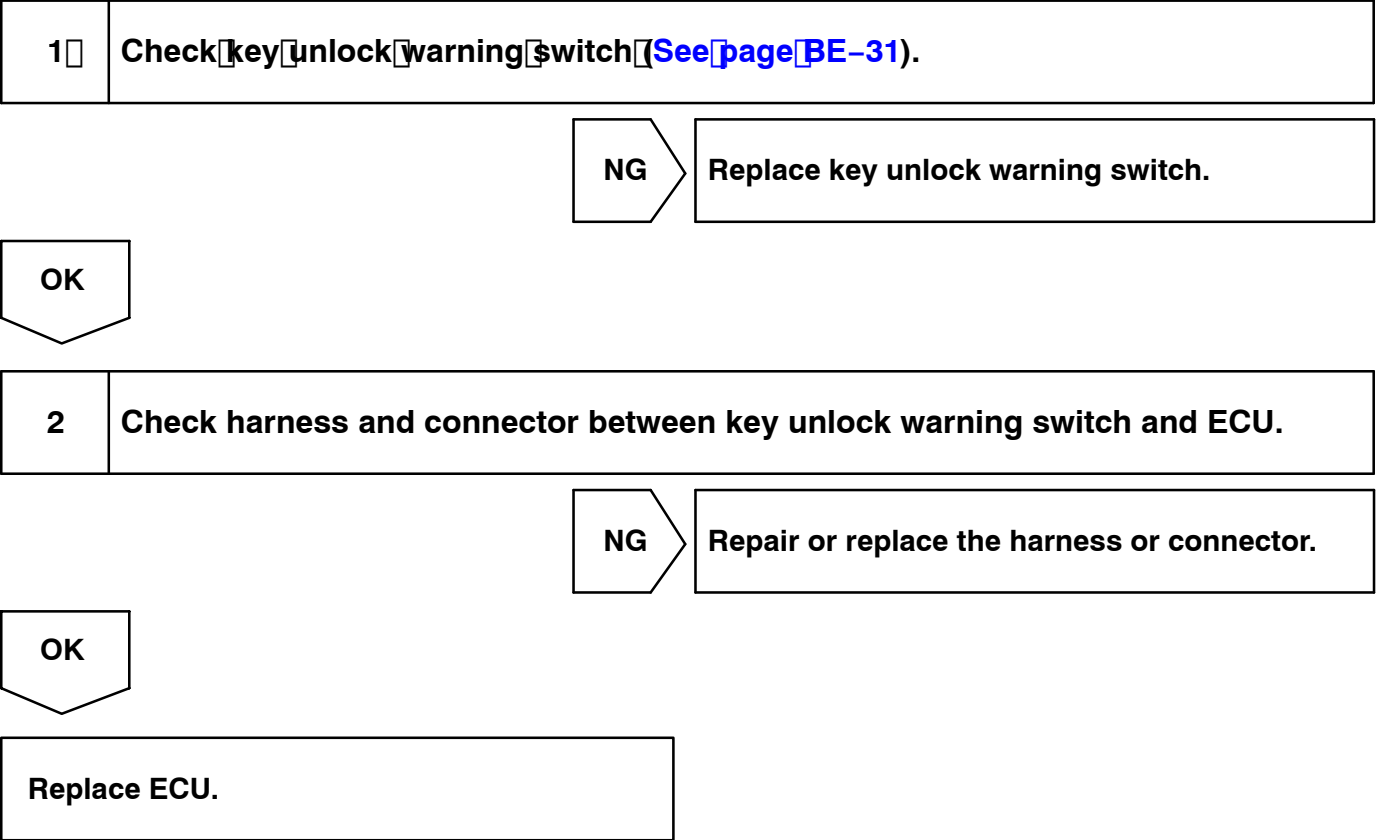 1 Check key unlock warning switch (See page BE–31).
NG Replace key unlock warning switch.
OK
2 Check harness and connector between key unlock warning switch and ECU.
NG Repair or replace the harness or connector.
OK
Replace ECU.